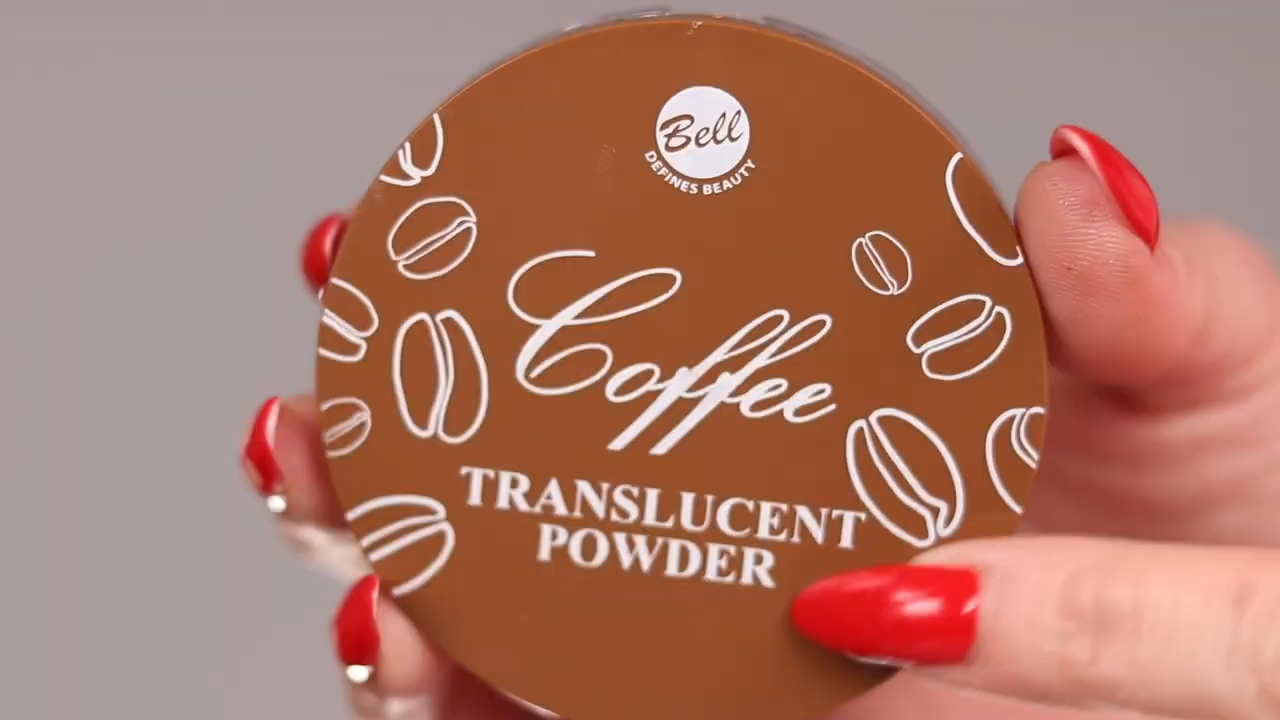 Bell
DEFINES BEAUTY
Coffee
TRANSLUCENT
POWDER